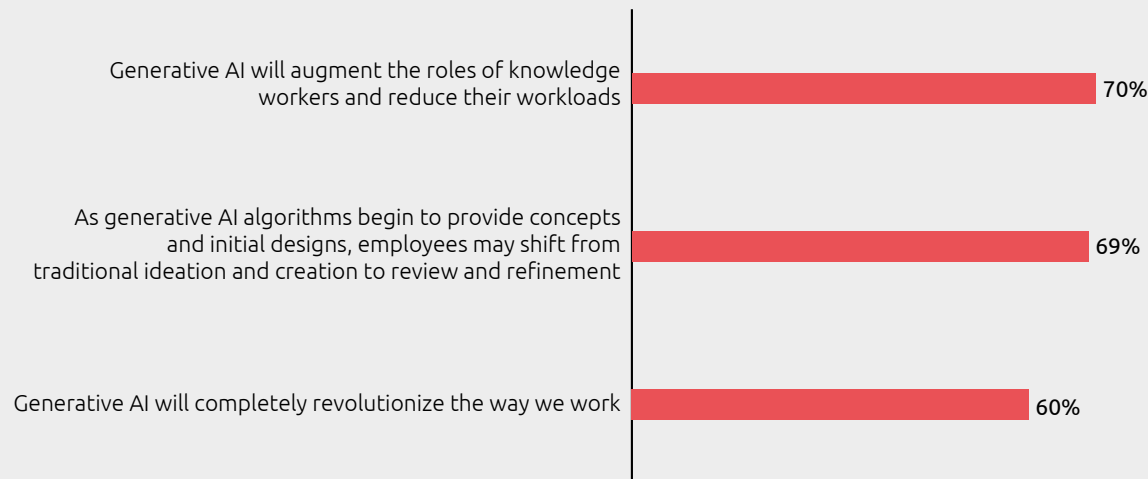 Generative AI will augment the roles of knowledge
workers and reduce their workloads
70%
As generative AI algorithms begin to provide concepts
and initial designs, employees may shift from
traditional ideation and creation to review and refinement
69%
Generative AI will completely revolutionize the way we work
60%